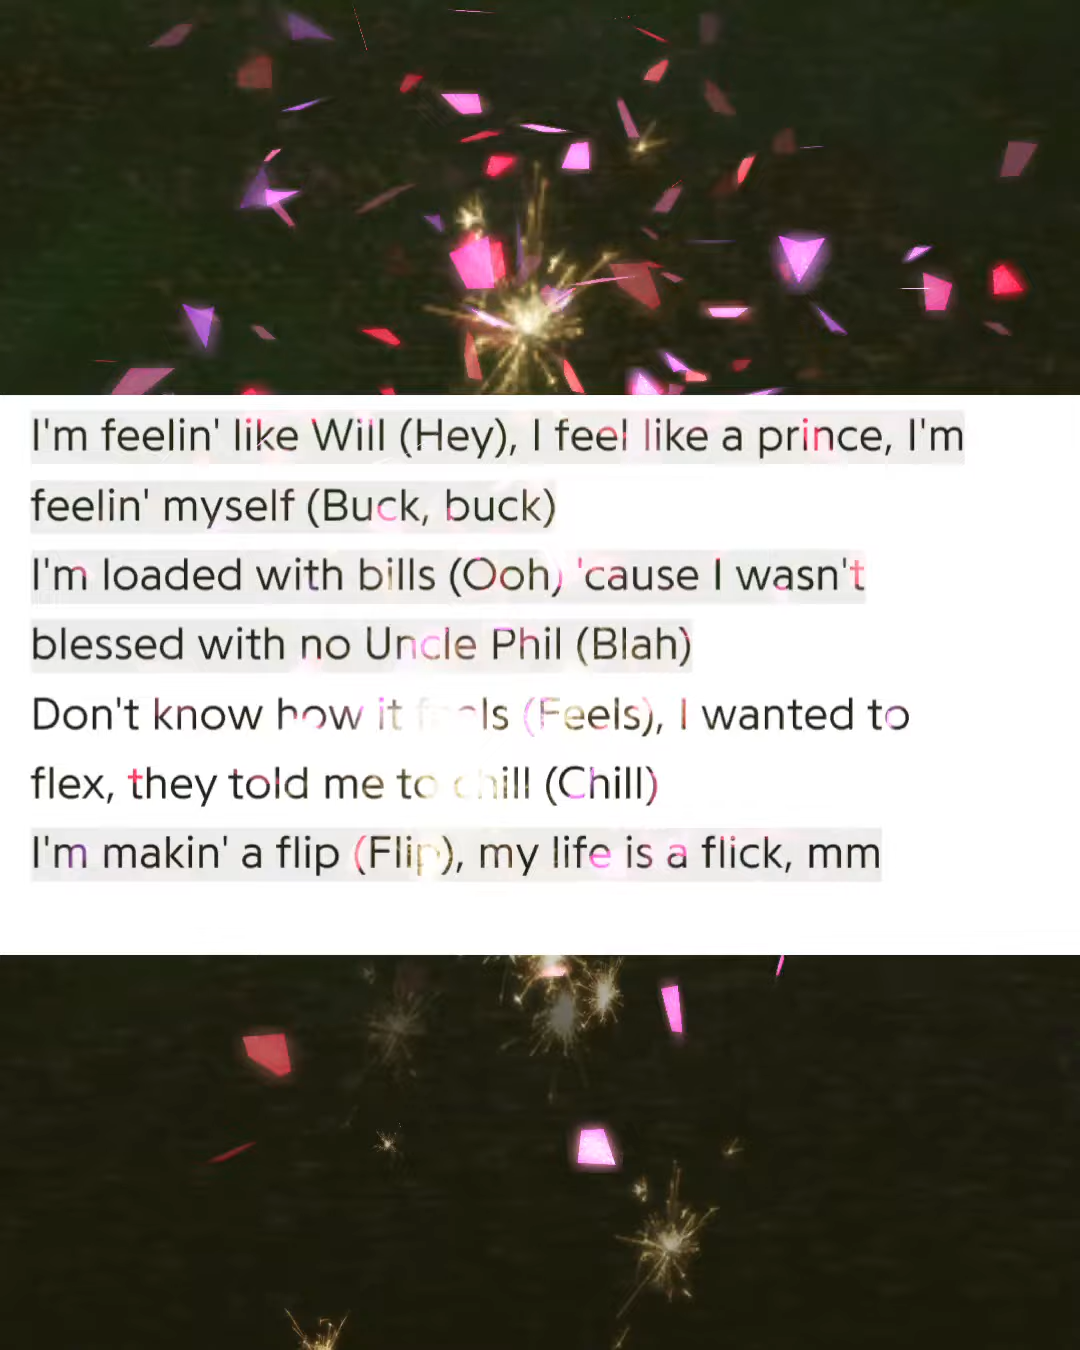 I'm feelin' like Will (Hey), I feel like a prince, I'm
feelin' myself (Buck, buck)
I'm loaded with bills (Ooh) 'cause I wasn't
blessed with no Uncle Phil (Blah)
Don't know how it feels (Feels), I wanted to
flex, they told me to chill (Chill)
I'm makin' a flip (Flip), my life is a flick, mm